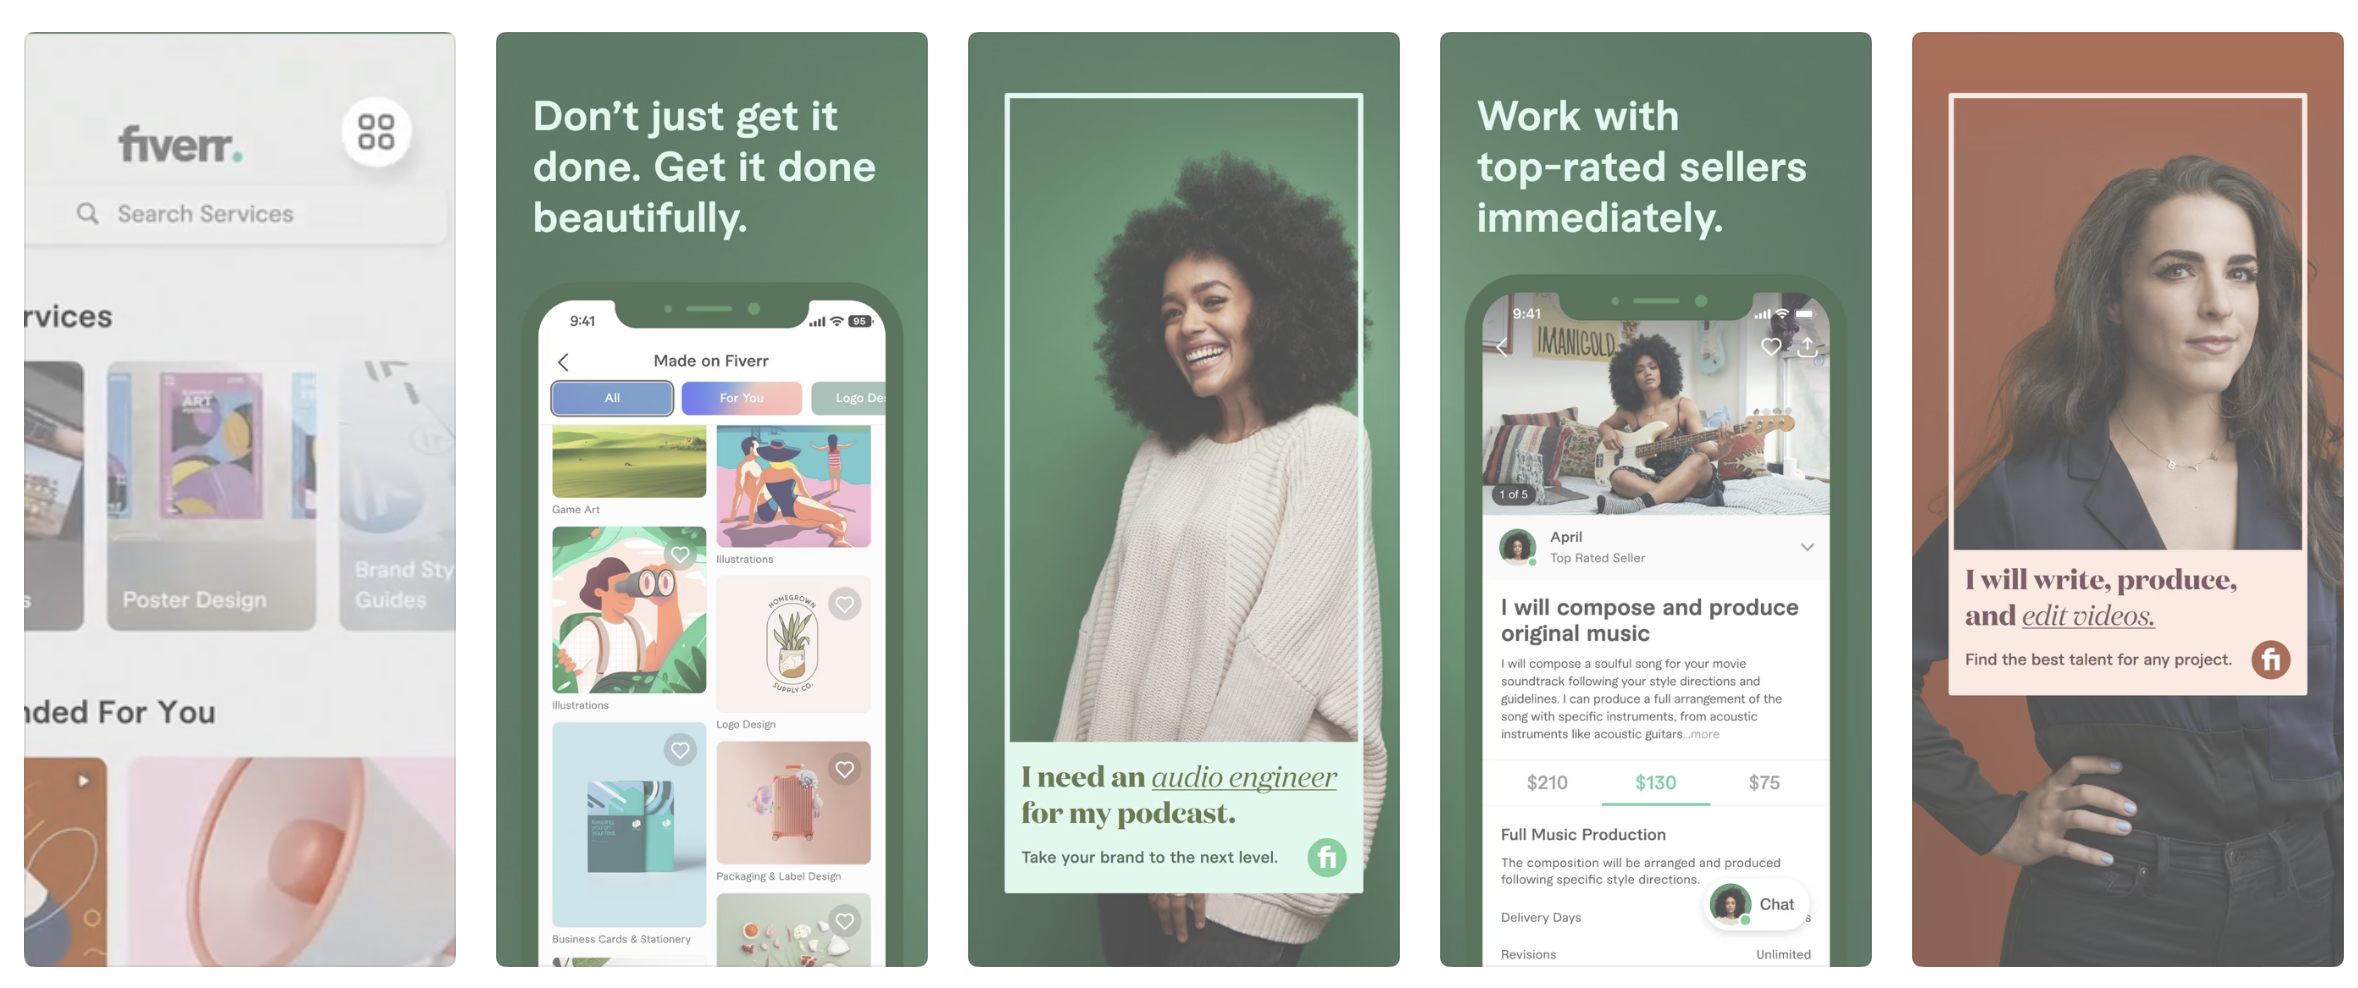 fiverr.
Search Services
rvices
Poster Design
Brand Sty
Guides
s
nded For You
Don't just get it
done. Get it done
beautifully.
9:41
95
Made on Fiverr
All
For You
Logo De
Game Art
Illustrations
Illustrations
HOMEGROWN
SUPPLY CO.
Logo Design
Packaging & Label Design
Business Cards & Stationery
I need an audio engineer
for my podcast.
Take your brand to the next level.
fi
Work with
top-rated sellers
immediately.
9:41
IMANIGOLD
1 of 5
April
Top Rated Seller
I will compose and produce
original music
I will compose a soulful song for your movie
soundtrack following your style directions and
guidelines. I can produce a full arrangement of the
song with specific instruments, from acoustic
instruments like acoustic guitars...more
$210
$130
$75
Full Music Production
The composition will be arranged and produced
following specific style directions.
Chat
Delivery Days
s
Revisions
Unlimited
I will write, produce,
and edit videos.
Find the best talent for any project.
fi